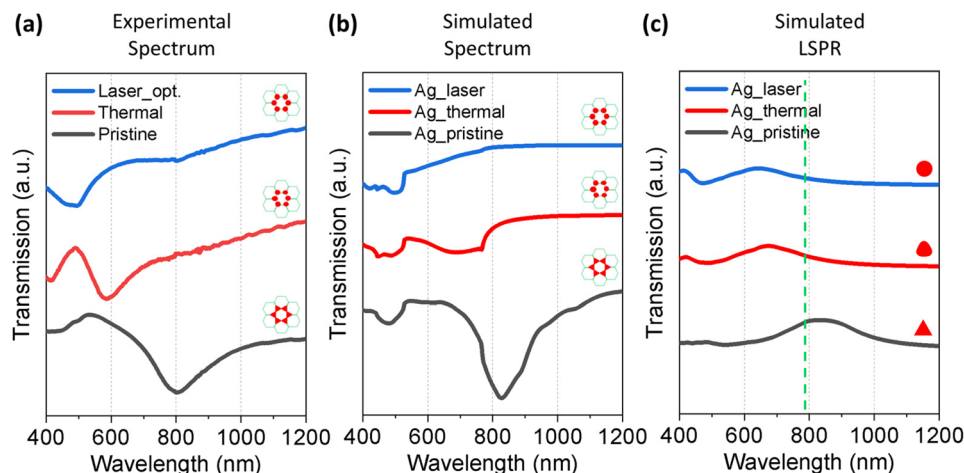 (a)
Experimental
Spectrum
Laser_opt.
Thermal
Pristine
Transmission (a.u.)
400 600 800 1000 1200
Wavelength (nm)
(b)
Simulated
Spectrum
Ag_laser
Ag_thermal
Ag_pristine
Transmission (a.u.)
400 600 800 1000 1200
Wavelength (nm)
(c)
Simulated
LSPR
Ag_laser
Ag_thermal
Ag_pristine
Transmission (a.u.)
400 600 800 1000 1200
Wavelength (nm)